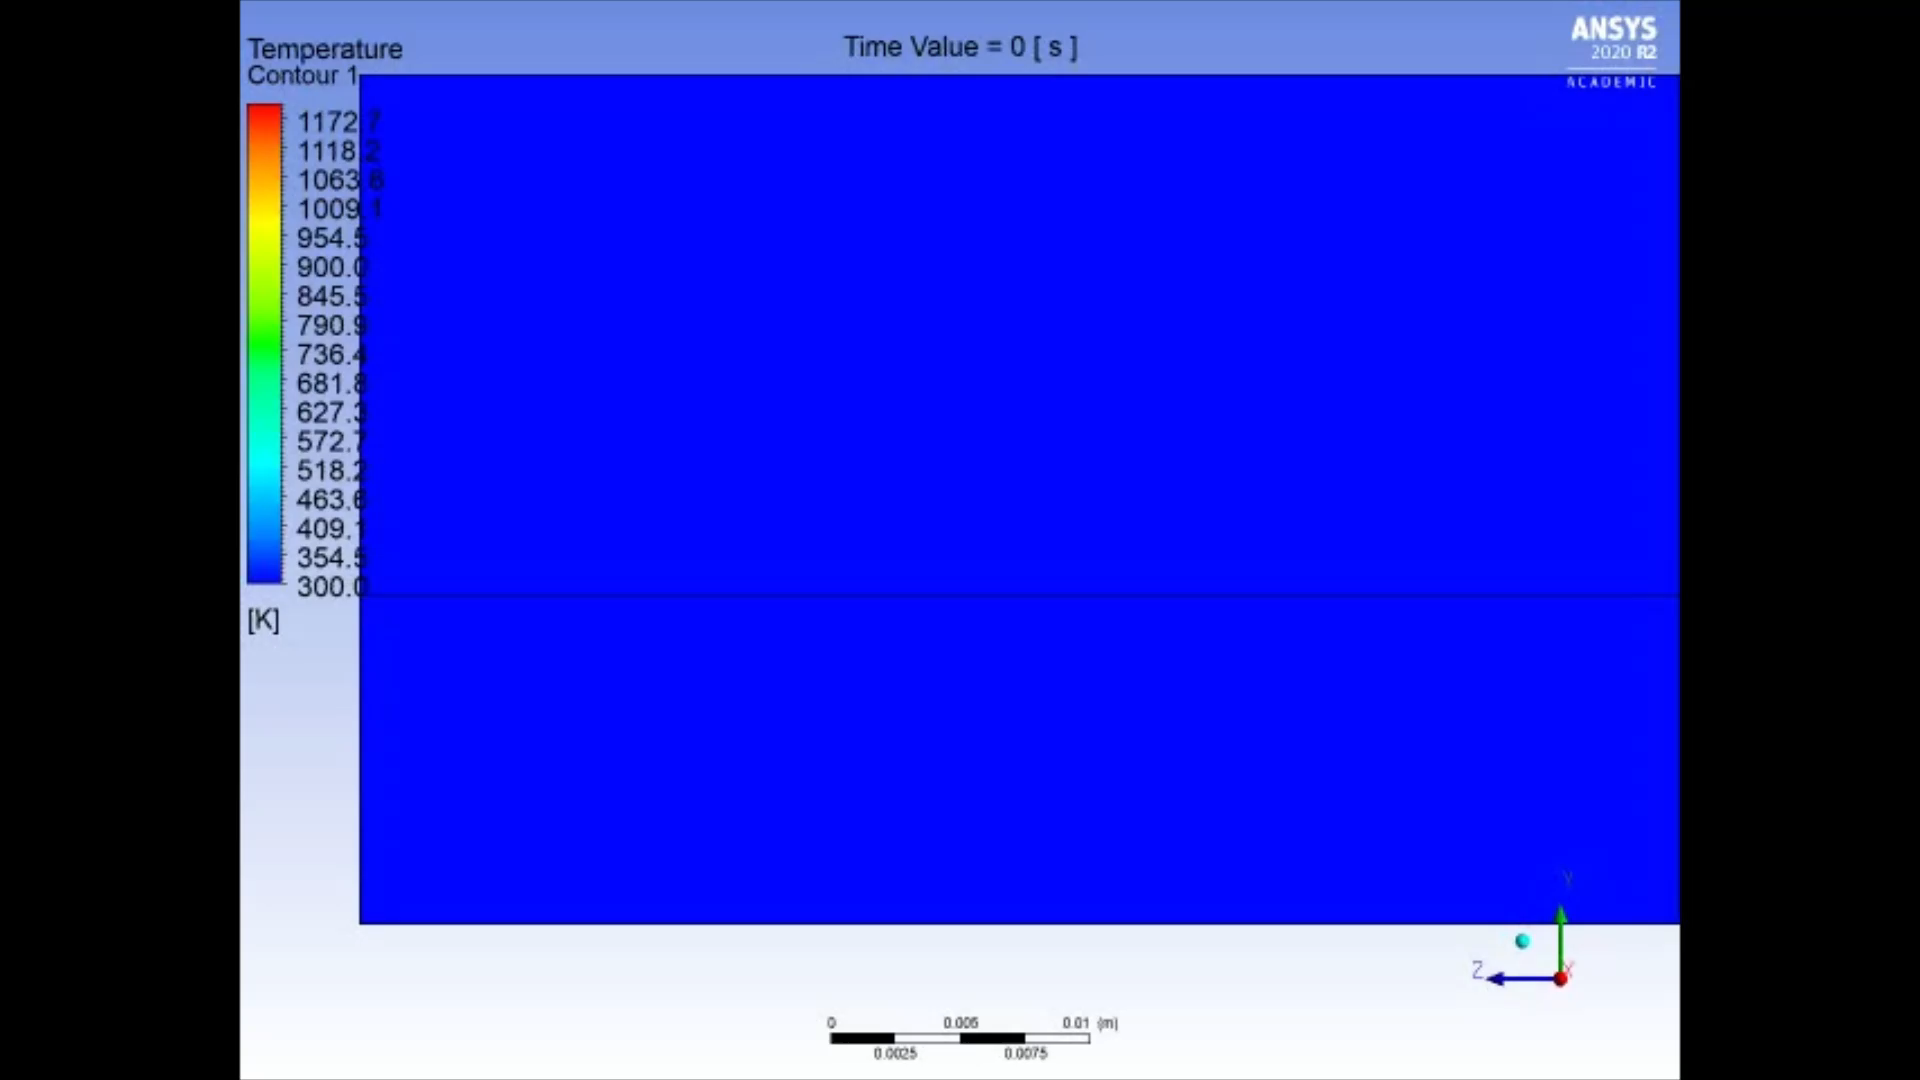 Temperature
Contour 1
Time Value = 0 [ s ]
ANSYS
2020 R2
ACADEMIC
1172.7
1118.2
1063.6
1009.1
954.5
900.0
845.5
790.9
736.4
681.8
627.3
572.7
518.2
463.6
409.1
354.5
300.0
[K]
Y
Z
X
0
0.005
0.01
(m)
0.0025
0.0075